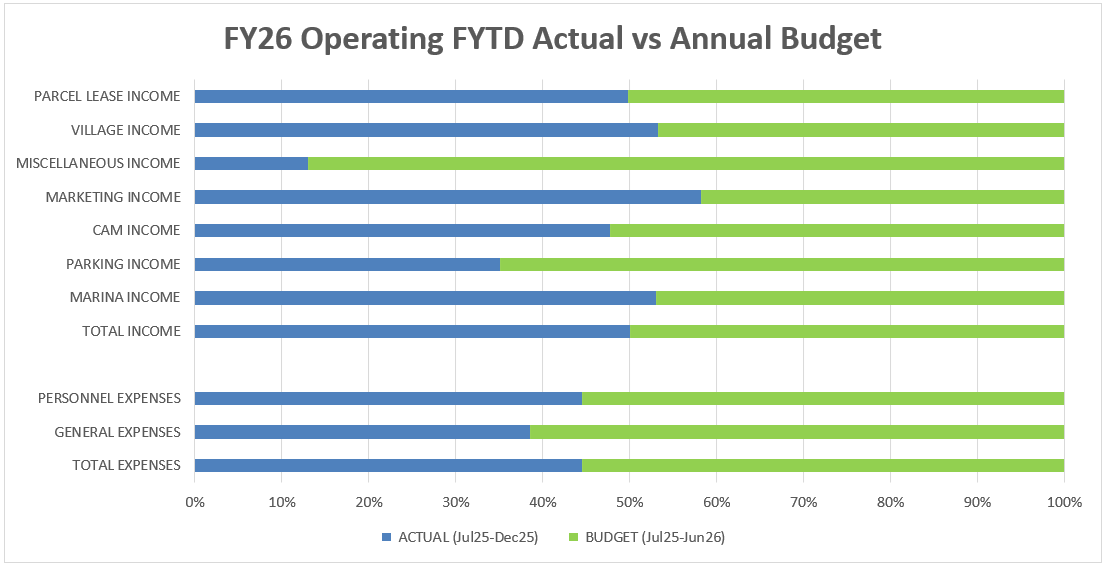 FY26 Operating FYTD Actual vs Annual Budget
PARCEL LEASE INCOME
VILLAGE INCOME
MISCELLANEOUS INCOME
MARKETING INCOME
CAM INCOME
PARKING INCOME
MARINA INCOME
TOTAL INCOME
PERSONNEL EXPENSES
GENERAL EXPENSES
TOTAL EXPENSES
0% 10% 20% 30% 40% 50% 60% 70% 80% 90% 100%
ACTUAL (Jul25-Dec25) BUDGET (Jul25-Jun26)